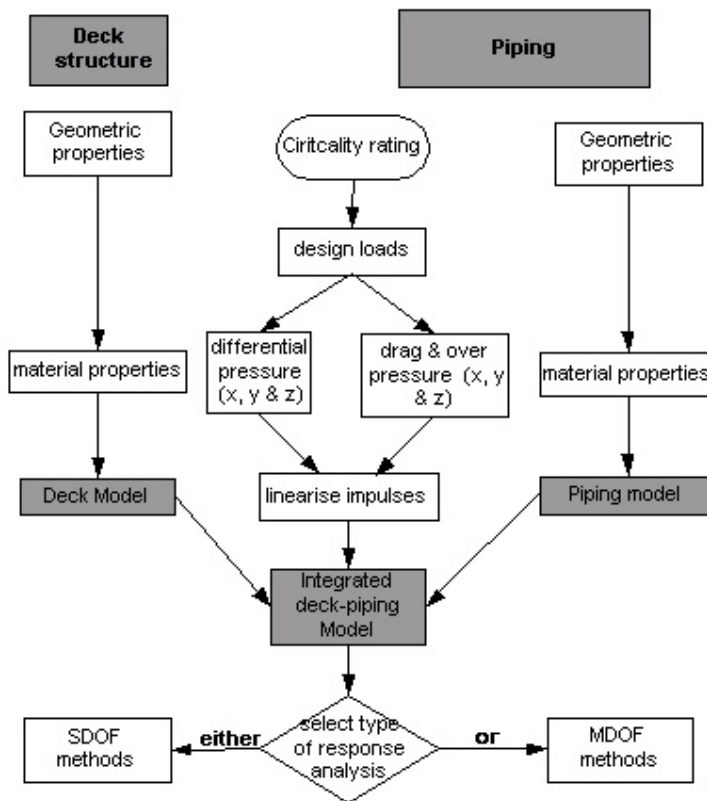 Deck
structure
Piping
Geometric
properties
Ciritcality rating
Geometric
properties
design loads
differential
pressure
(x, y & z)
drag & over
pressure (x, y
& z)
material properties
material properties
Deck Model
linearise impulses
Piping model
Integrated
deck-piping
Model
SDOF
methods
either
select type
of response
analysis
or
MDOF
methods